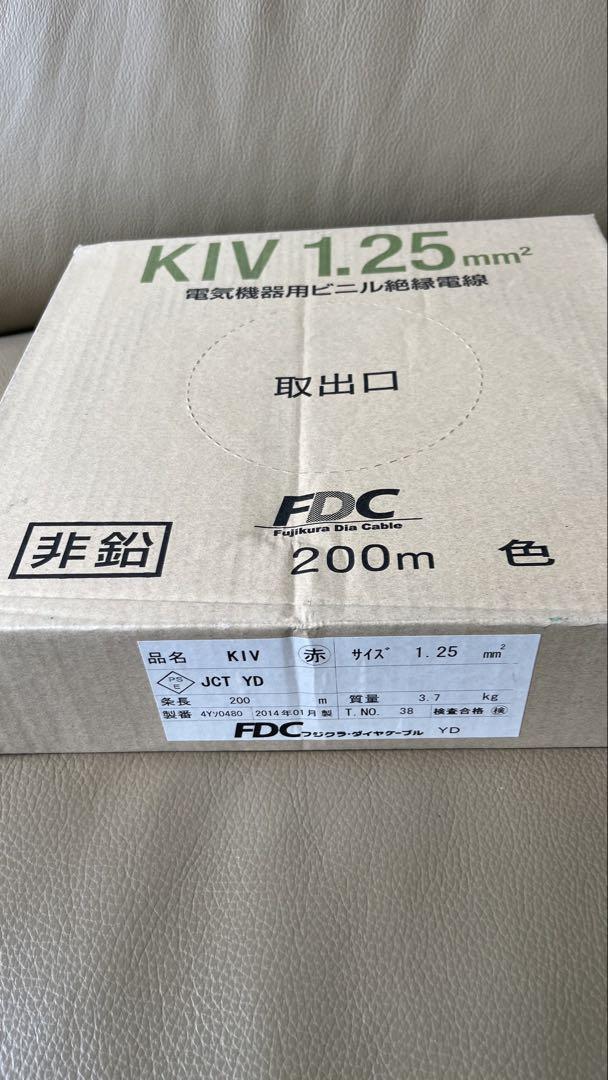 KIV 1.25mm²
電気機器用ビニル絶縁電線
取出口
FDC
Fujikura Dia Cable
非鉛 200m 色
品名 KIV 赤 サイズ 1.25 mm²
PSE JCT YD
条長 200 m 質量 3.7 kg
製番 4Yソ0480 2014年01月製 T.NO. 38 検査合格 検
FDC フジクラ・ダイヤケーブル YD